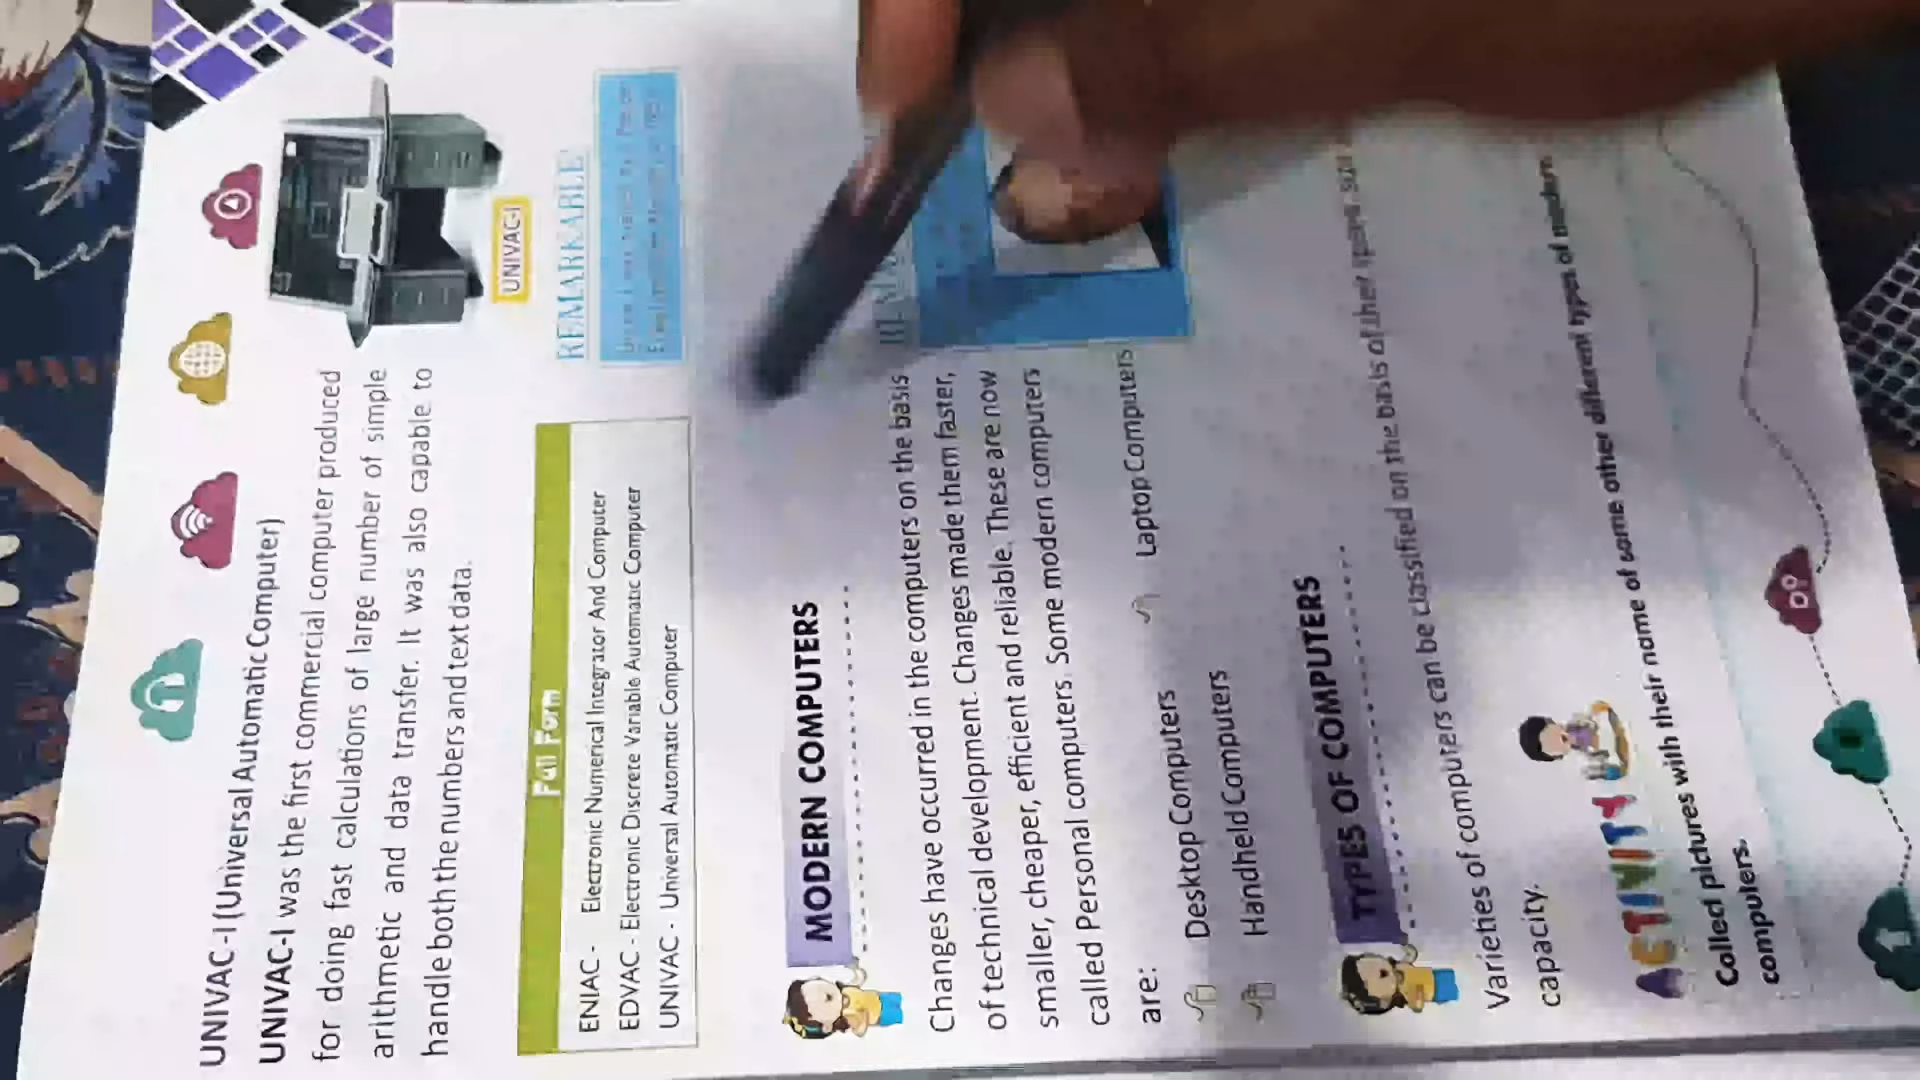 UNIVAC-I (Universal Automatic Computer)
UNIVAC-I was the first commercial computer produced
for doing fast calculations of large number of simple
arithmetic and data transfer. It was also capable to
handle both the numbers and text data.
UNIVAC-I
Full Form
ENIAC - Electronic Numerical Integrator And Computer
EDVAC - Electronic Discrete Variable Automatic Computer
UNIVAC - Universal Automatic Computer
REMARKABLE
MODERN COMPUTERS
Changes have occurred in the computers on the basis
of technical development. Changes made them faster,
smaller, cheaper, efficient and reliable. These are now
called Personal computers. Some modern computers
are:
Desktop Computers
Laptop Computers
Handheld Computers
TYPES OF COMPUTERS
Varieties of computers can be classified on the basis of their
capacity.
ACTIVITY
Collect pictures with their name of some other different types of modern
computers.